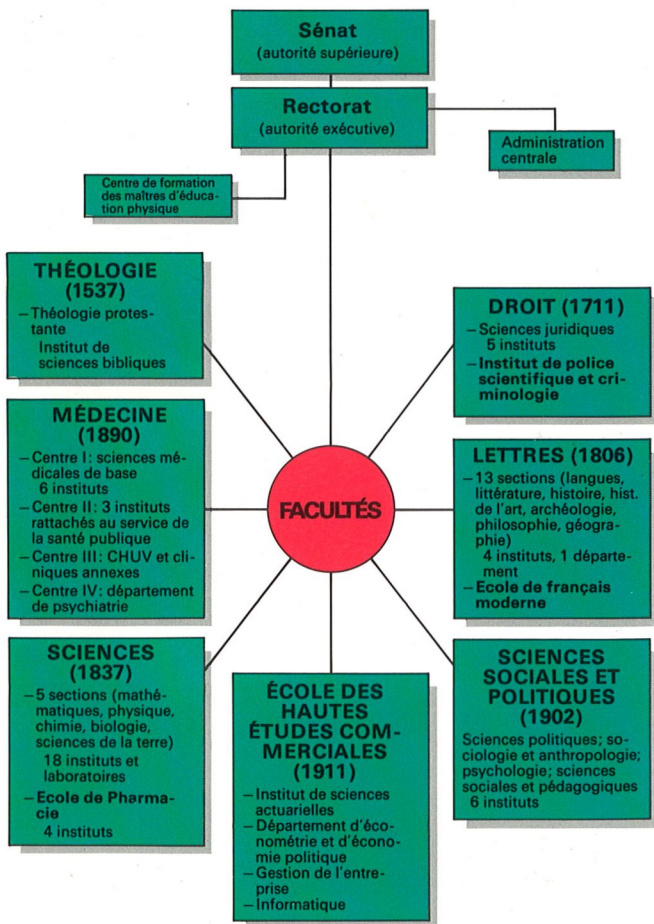 Sénat
(autorité supérieure)
Rectorat
(autorité exécutive)
Administration
centrale
Centre de formation
des maîtres d'éduca-
tion physique
THÉOLOGIE
(1537)
– Théologie protes-
tante
Institut de
sciences bibliques
DROIT (1711)
– Sciences juridiques
5 instituts
– Institut de police
scientifique et cri-
minologie
MÉDECINE
(1890)
– Centre I: sciences mé-
dicales de base
6 instituts
– Centre II: 3 instituts
rattachés au service de
la santé publique
– Centre III: CHUV et cli-
niques annexes
– Centre IV: département
de psychiatrie
FACULTÉS
LETTRES (1806)
– 13 sections (langues,
littérature, histoire, hist.
de l'art, archéologie,
philosophie, géogra-
phie)
4 instituts, 1 départe-
ment
– Ecole de français
moderne
SCIENCES
(1837)
– 5 sections (mathé-
matiques, physique,
chimie, biologie,
sciences de la terre)
18 instituts et
laboratoires
– Ecole de Pharma-
cie
4 instituts
ÉCOLE DES
HAUTES
ÉTUDES COM-
MERCIALES
(1911)
– Institut de sciences
actuarielles
– Département d'éco-
nométrie et d'écono-
mie politique
– Gestion de l'entre-
prise
– Informatique
SCIENCES
SOCIALES ET
POLITIQUES
(1902)
Sciences politiques; so-
ciologie et anthropologie;
psychologie; sciences
sociales et pédagogiques
6 instituts